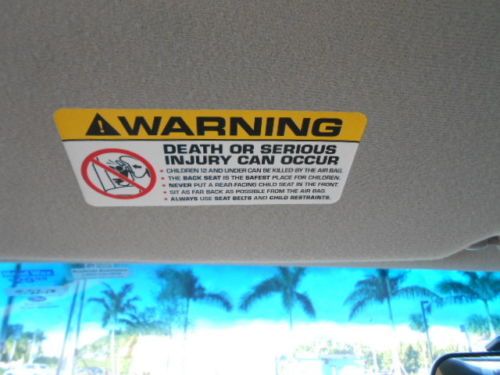 WARNING
DEATH OR SERIOUS
INJURY CAN OCCUR
• CHILDREN 12 AND UNDER CAN BE KILLED BY THE AIR BAG.
• THE BACK SEAT IS THE SAFEST PLACE FOR CHILDREN.
• NEVER PUT A REAR-FACING CHILD SEAT IN THE FRONT.
• SIT AS FAR BACK AS POSSIBLE FROM THE AIR BAG.
• ALWAYS USE SEAT BELTS AND CHILD RESTRAINTS.